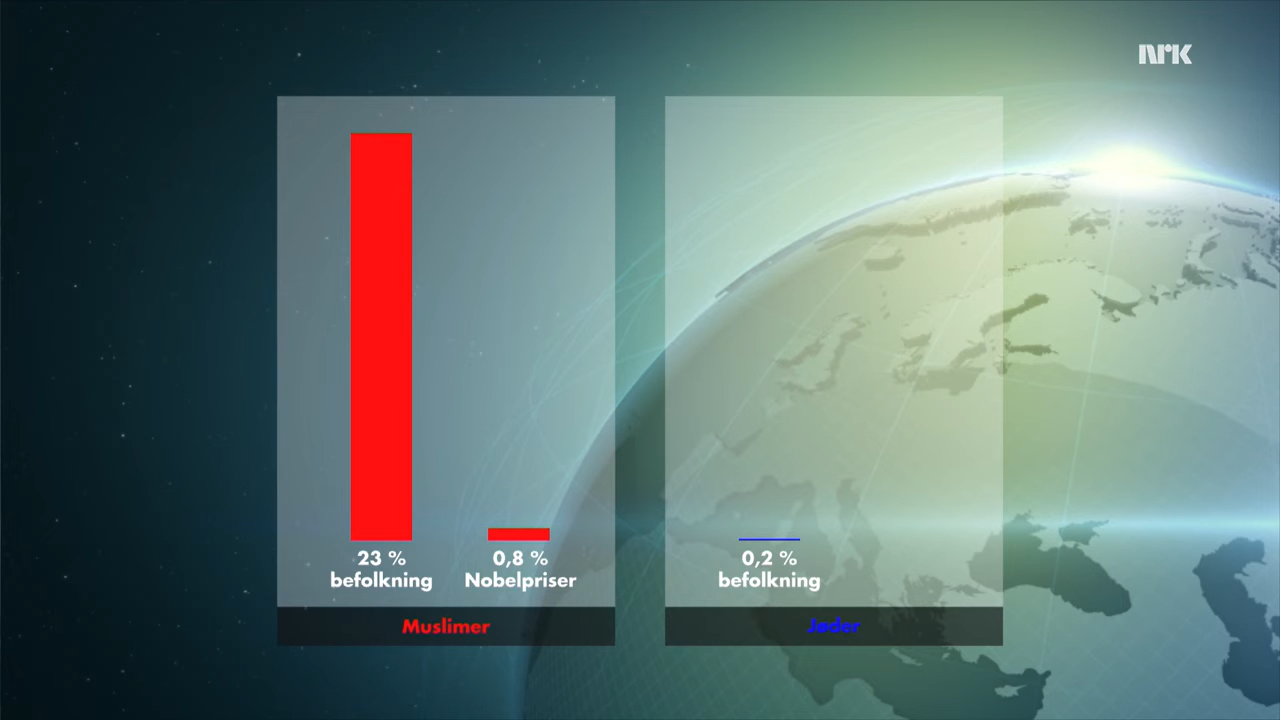 NRK
23 %
befolkning
0,8 %
Nobelpriser
Muslimer
0,2 %
befolkning
Jøder